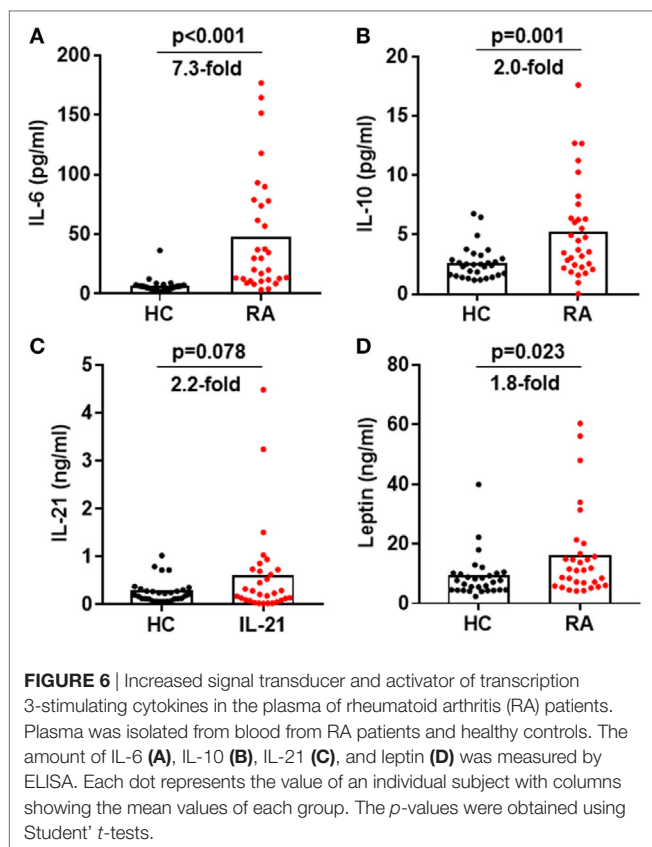 A
p<0.001
7.3-fold
IL-6 (pg/ml)
200
150
100
50
0
HC RA
B
p=0.001
2.0-fold
IL-10 (pg/ml)
20
15
10
5
0
HC RA
C
p=0.078
2.2-fold
IL-21 (ng/ml)
5
4
3
2
1
0
HC IL-21
D
p=0.023
1.8-fold
Leptin (ng/ml)
80
60
40
20
0
HC RA
FIGURE 6 | Increased signal transducer and activator of transcription
3-stimulating cytokines in the plasma of rheumatoid arthritis (RA) patients.
Plasma was isolated from blood from RA patients and healthy controls. The
amount of IL-6 (A), IL-10 (B), IL-21 (C), and leptin (D) was measured by
ELISA. Each dot represents the value of an individual subject with columns
showing the mean values of each group. The p-values were obtained using
Student' t-tests.